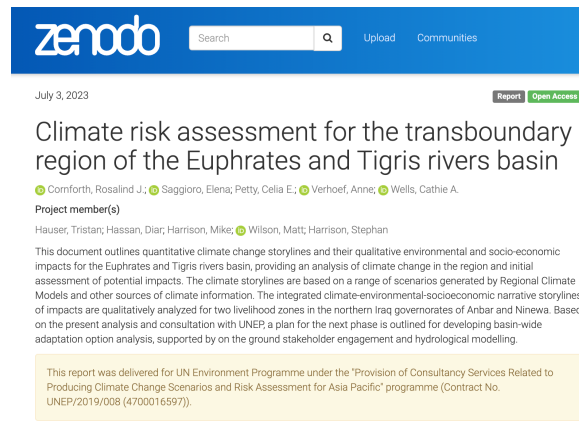 zenodo
Search
Upload
Communities
July 3, 2023
Report
Open Access
Climate risk assessment for the transboundary
region of the Euphrates and Tigris rivers basin
Cornforth, Rosalind J.; Saggioro, Elena; Petty, Celia E.; Verhoef, Anne; Wells, Cathie A.
Project member(s)
Hauser, Tristan; Hassan, Diar; Harrison, Mike; Wilson, Matt; Harrison, Stephan
This document outlines quantitative climate change storylines and their qualitative environmental and socio-economic
impacts for the Euphrates and Tigris rivers basin, providing an analysis of climate change in the region and initial
assessment of potential impacts. The climate storylines are based on a range of scenarios generated by Regional Climate
Models and other sources of climate information. The integrated climate-environmental-socioeconomic narrative storylines
of impacts are qualitatively analyzed for two livelihood zones in the northern Iraq governorates of Anbar and Ninewa. Based
on the present analysis and consultation with UNEP, a plan for the next phase is outlined for developing basin-wide
adaptation option analysis, supported by on the ground stakeholder engagement and hydrological modelling.
This report was delivered for UN Environment Programme under the "Provision of Consultancy Services Related to
Producing Climate Change Scenarios and Risk Assessment for Asia Pacific" programme (Contract No.
UNEP/2019/008 (4700016597)).